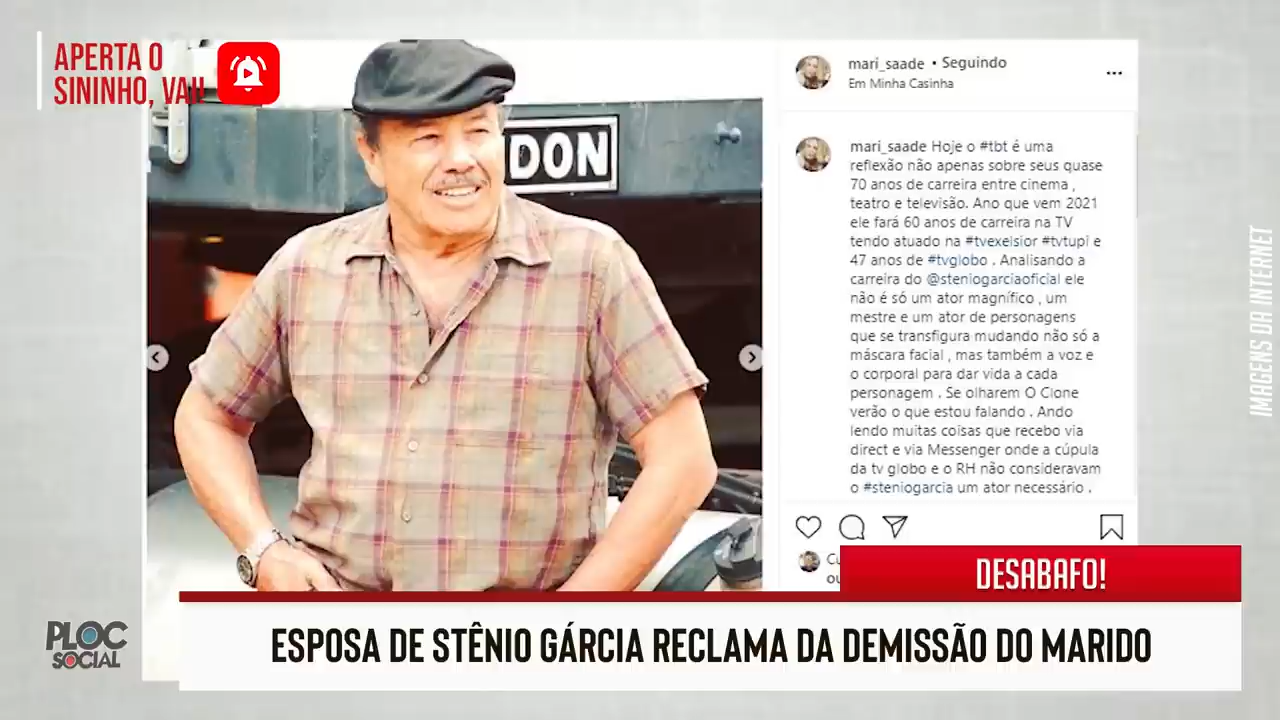 APERTA O
SININHO, VAI!
DON
mari_saade • Seguindo
Em Minha Casinha
mari_saade Hoje o #tbt é uma
reflexão não apenas sobre seus quase
70 anos de carreira entre cinema ,
teatro e televisão. Ano que vem 2021
ele fará 60 anos de carreira na TV
tendo atuado na #tvexelsior #tvtupi e
47 anos de #tvglobo . Analisando a
carreira do @steniogarciaoficial ele
não é só um ator magnífico , um
mestre e um ator de personagens
que se transfigura mudando não só a
máscara facial , mas também a voz e
o corporal para dar vida a cada
personagem . Se olharem O Clone
verão o que estou falando . Ando
lendo muitas coisas que recebo via
direct e via Messenger onde a cúpula
da tv globo e o RH não consideravam
o #steniogarcia um ator necessário .
IMAGENS DA INTERNET
DESABAFO!
ESPOSA DE STÊNIO GÁRCIA RECLAMA DA DEMISSÃO DO MARIDO
PLOC
SOCIAL